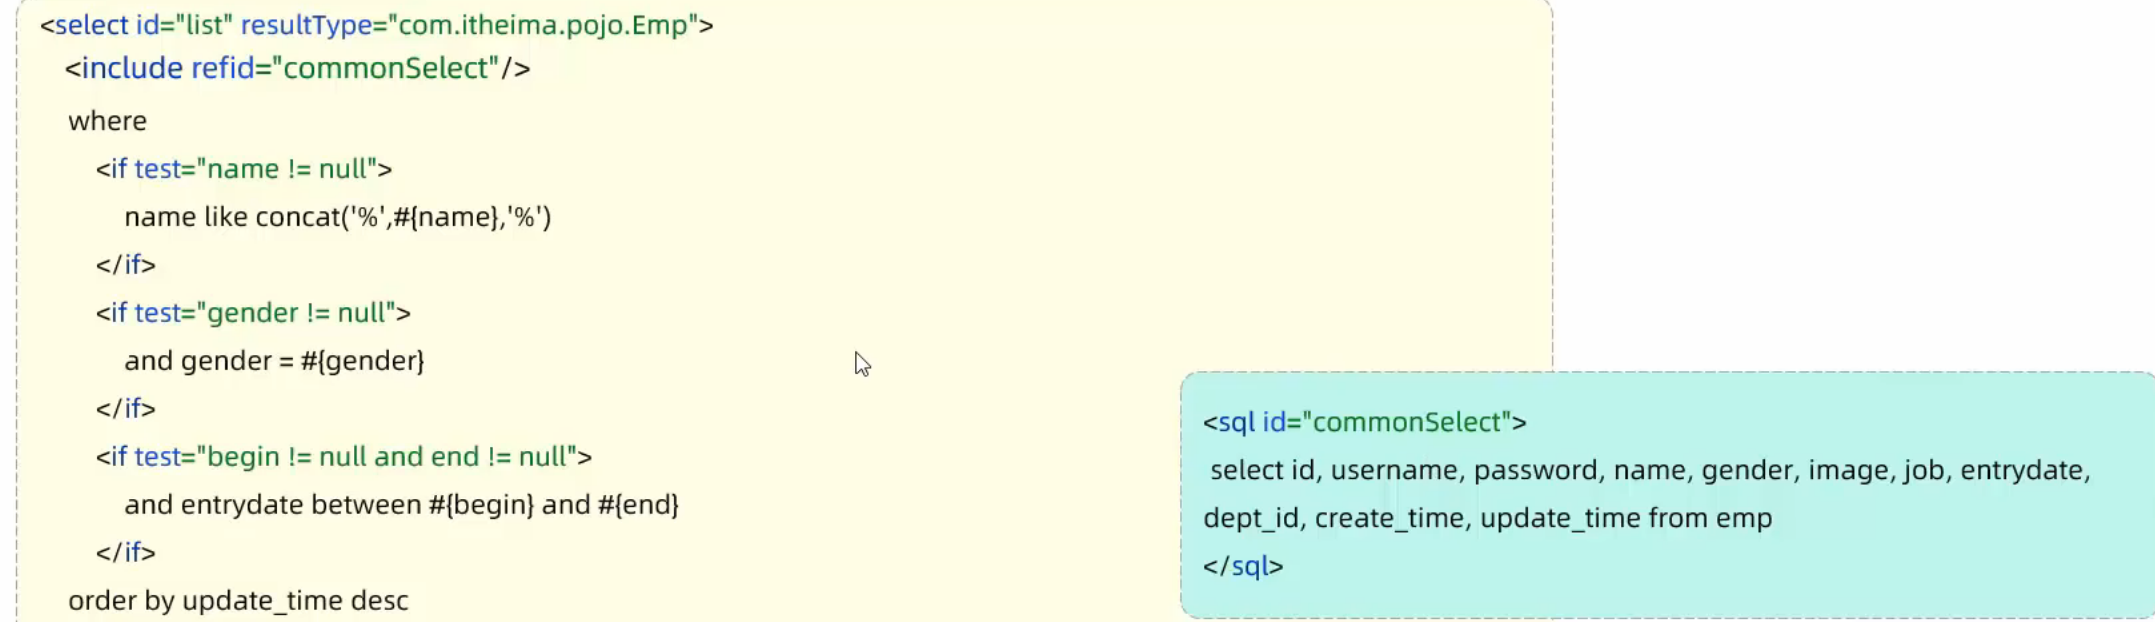 <select id="list" resultType="com.itheima.pojo.Emp">
<include refid="commonSelect"/>
where
<if test="name != null">
name like concat('%',#{name},'%')
</if>
<if test="gender != null">
and gender = #{gender}
</if>
<if test="begin != null and end != null">
and entrydate between #{begin} and #{end}
</if>
order by update_time desc
<sql id="commonSelect">
select id, username, password, name, gender, image, job, entrydate,
dept_id, create_time, update_time from emp
</sql>